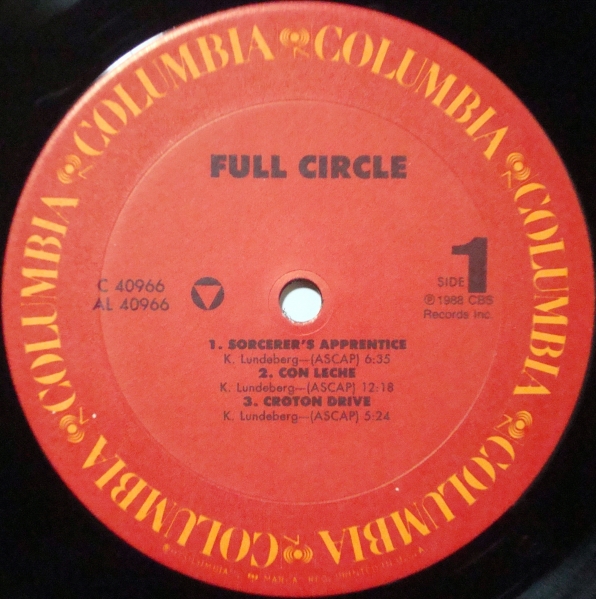 COLUMBIA COLUMBIA COLUMBIA COLUMBIA COLUMBIA COLUMBIA COLUMBIA COLUMBIA
FULL CIRCLE
C 40966
AL 40966
SIDE 1
℗ 1988 CBS
Records Inc.
1. SORCERER'S APPRENTICE
K. Lundeberg—(ASCAP) 6:35
2. CON LECHE
K. Lundeberg—(ASCAP) 12:18
3. CROTON DRIVE
K. Lundeberg—(ASCAP) 5:24